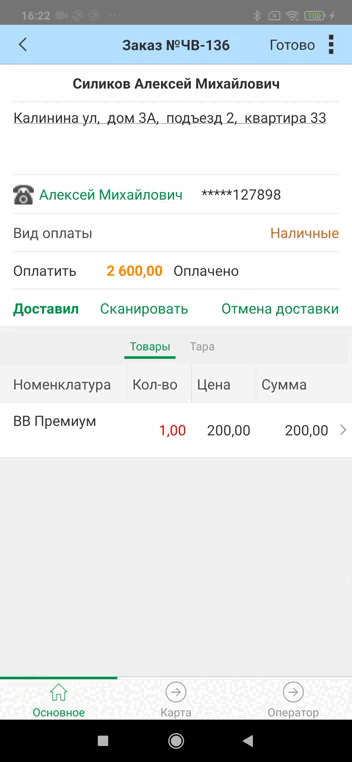 16:22
Заказ №ЧВ-136 Готово
Силиков Алексей Михайлович
Калинина ул, дом 3А, подъезд 2, квартира 33
Алексей Михайлович *****127898
Вид оплаты Наличные
Оплатить 2 600,00 Оплачено
Доставил Сканировать Отмена доставки
Товары Тара
Номенклатура Кол-во Цена Сумма
ВВ Премиум 1,00 200,00 200,00
Основное Карта Оператор